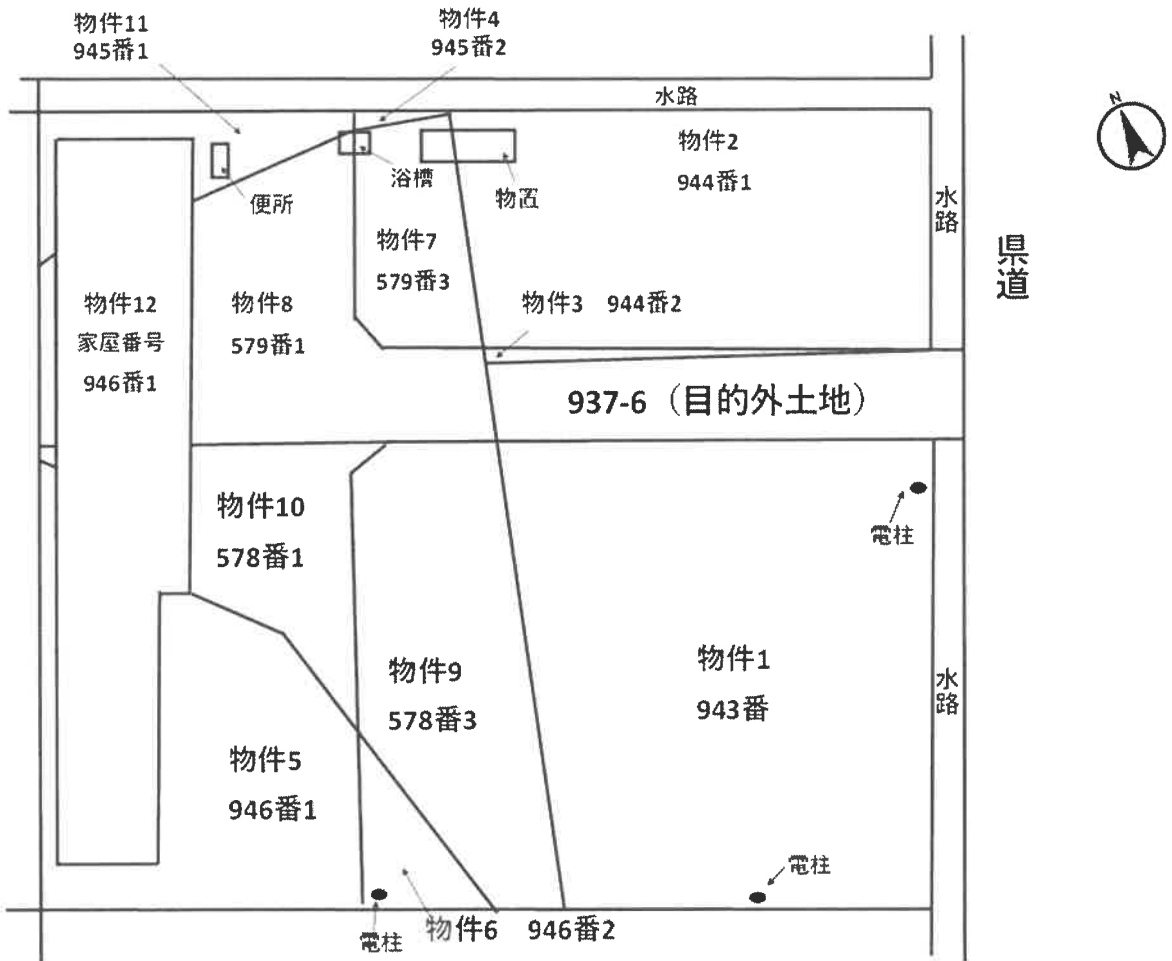 物件11
945番1
物件4
945番2
N
水路
物件2
944番1
浴槽
物置
便所
水路
県道
物件7
579番3
物件12
家屋番号
946番1
物件8
579番1
物件3 944番2
937-6（目的外土地）
物件10
578番1
電柱
物件9
578番3
物件1
943番
水路
物件5
946番1
電柱
物件6 946番2
電柱